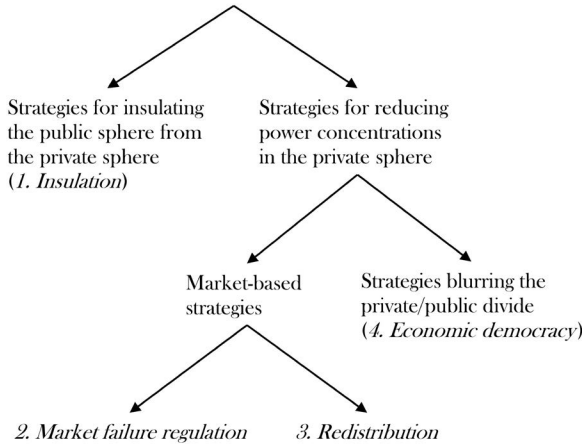 Strategies for insulating
the public sphere from
the private sphere
(1. Insulation)
Strategies for reducing
power concentrations
in the private sphere
Market-based
strategies
Strategies blurring the
private/public divide
(4. Economic democracy)
2. Market failure regulation
3. Redistribution